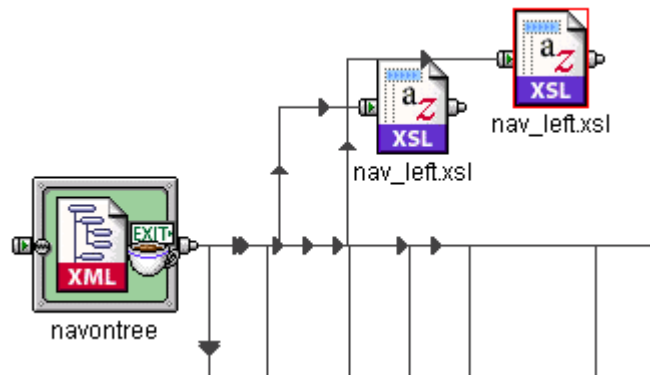 a
z
XSL
nav_left.xsl
a
z
XSL
nav_left.xsl
EXIT
XML
navontree